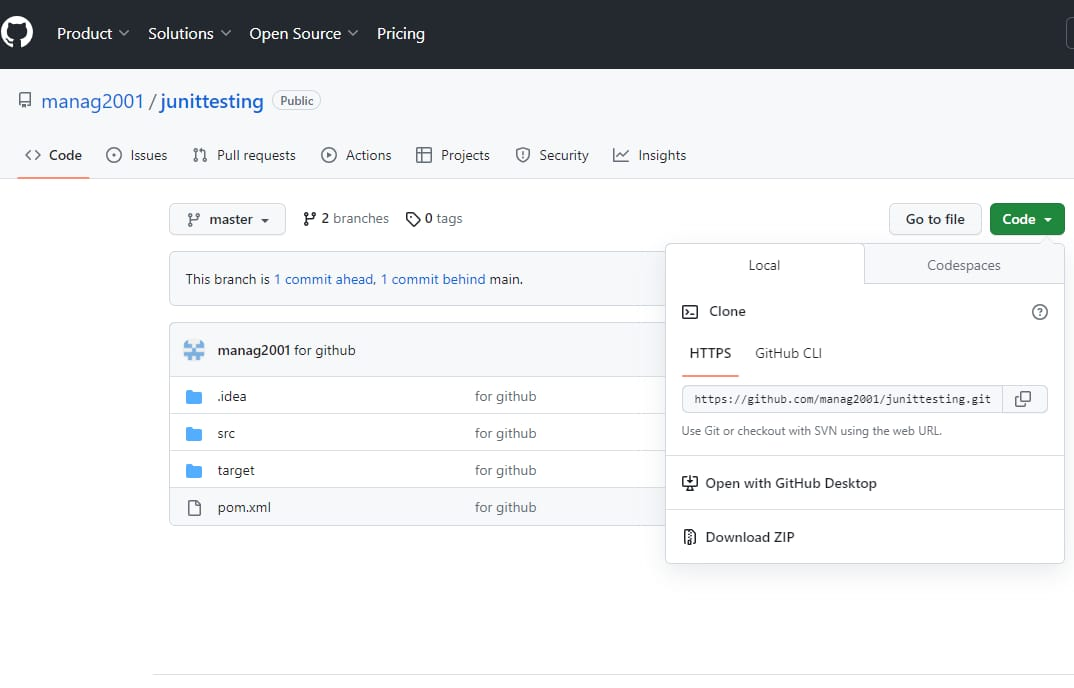 Product Solutions Open Source Pricing
manag2001 / junittesting Public
Code Issues Pull requests Actions Projects Security Insights
master 2 branches 0 tags Go to file Code
This branch is 1 commit ahead, 1 commit behind main.
manag2001 for github
.idea for github
src for github
target for github
pom.xml for github
Local Codespaces
Clone
HTTPS GitHub CLI
https://github.com/manag2001/junittesting.git
Use Git or checkout with SVN using the web URL.
Open with GitHub Desktop
Download ZIP